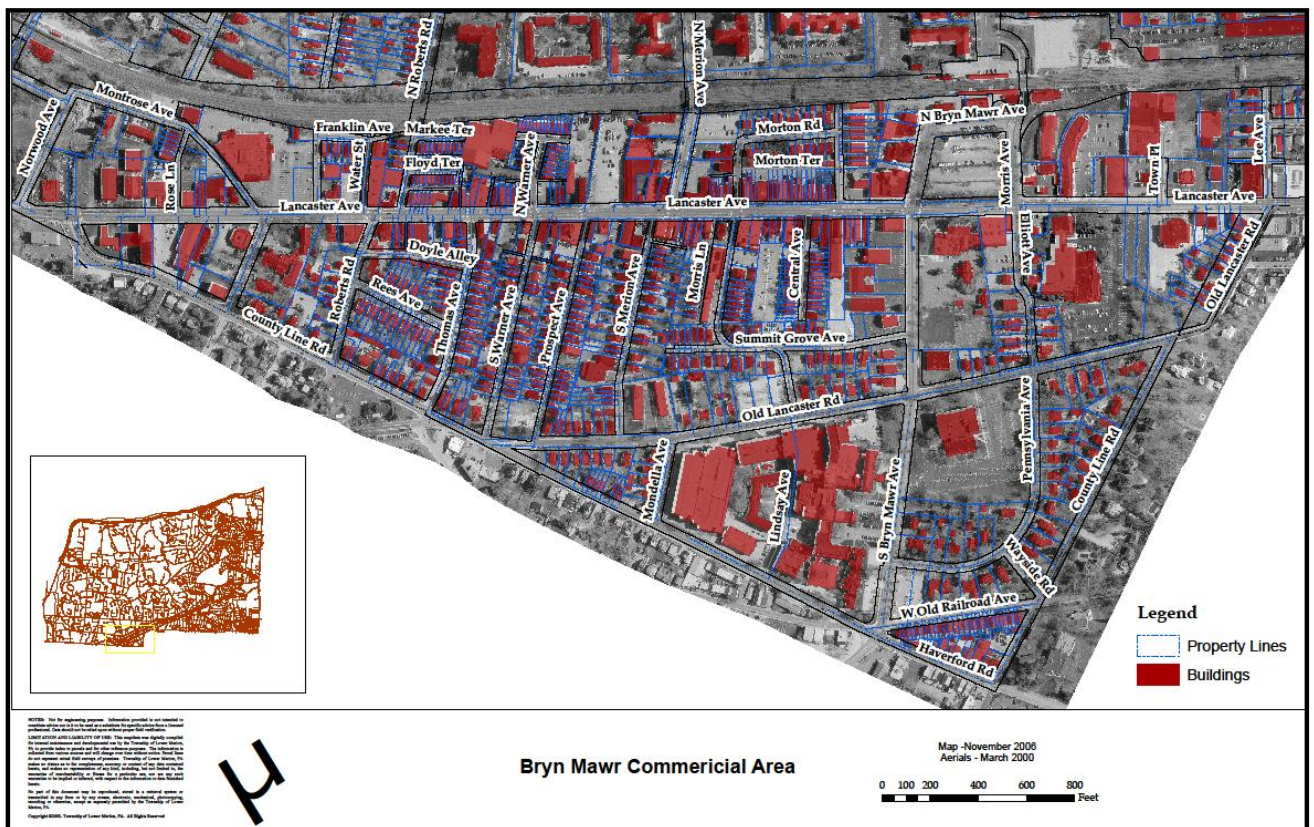 N Roberts Rd
N Merion Ave
Norwood Ave
Montrose Ave
Franklin Ave
Markee Ter
Water St
Floyd Ter
N Warner Ave
Morton Rd
Morton Ter
N Bryn Mawr Ave
Morris Ave
Town Pl
Lee Ave
Rose Ln
Lancaster Ave
Lancaster Ave
Lancaster Ave
Doyle Alley
Rees Ave
Roberts Rd
County Line Rd
Thomas Ave
S Warner Ave
Prospect Ave
S Merion Ave
Morris Ln
Central Ave
Elliott Ave
Old Lancaster Rd
Summit Grove Ave
Old Lancaster Rd
Mondella Ave
Lindsay Ave
S Bryn Mawr Ave
Pennsylvania Ave
County Line Rd
Wayside Rd
W Old Railroad Ave
Haverford Rd
Legend
Property Lines
Buildings
Bryn Mawr Commericial Area
Map -November 2006
Aerials - March 2000
0 100 200 400 600 800
Feet
µ